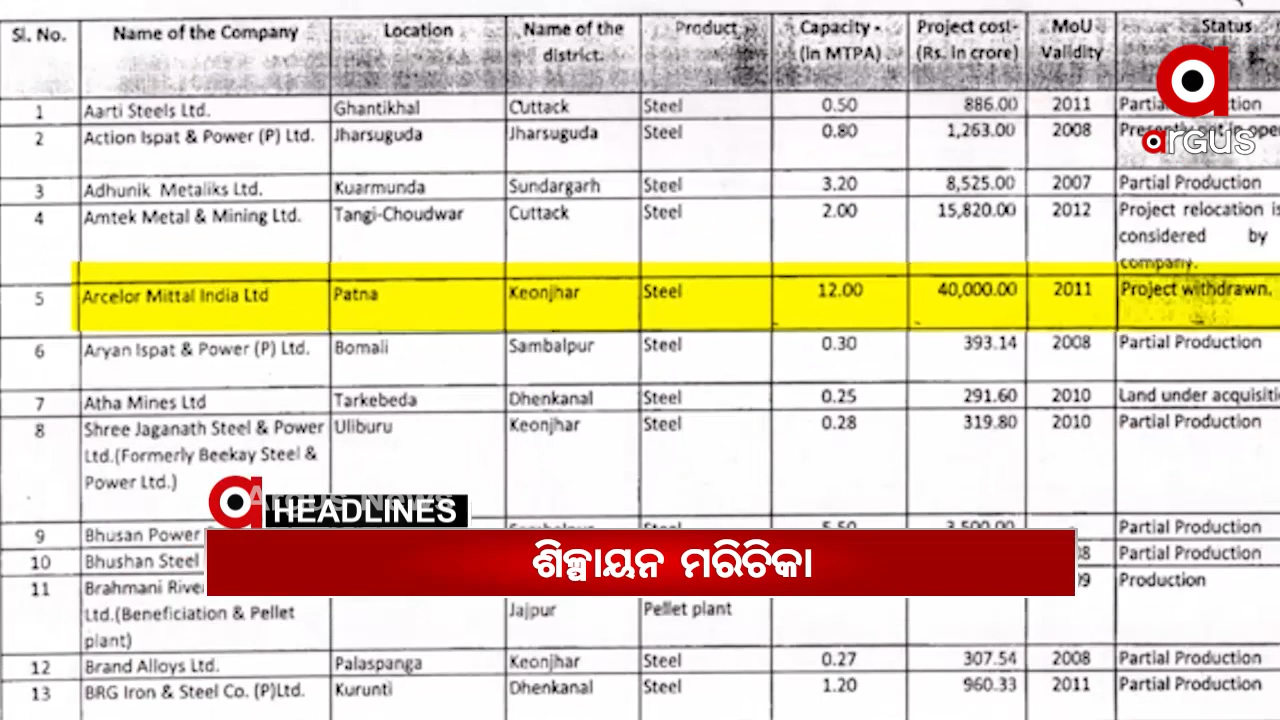 Sl. No. Name of the Company Location Name of the district. Product Capacity - (In MTPA) Project cost- (Rs. In crore) MoU Validity Status
1 Aarti Steels Ltd. Ghantikhal Cuttack Steel 0.50 886.00 2011
2 Action Ispat & Power (P) Ltd. Jharsuguda Jharsuguda Steel 0.80 1,263.00 2008
argus
3 Adhunik Metaliks Ltd. Kuarmunda Sundargarh Steel 3.20 8,525.00 2007 Partial Production
4 Amtek Metal & Mining Ltd. Tangi-Choudwar Cuttack Steel 2.00 15,820.00 2012 Project relocation
considered by
company.
5 Arcelor Mittal India Ltd Patna Keonjhar Steel 12.00 40,000.00 2011 Project withdrawn.
6 Aryan Ispat & Power (P) Ltd. Bomali Sambalpur Steel 0.30 393.14 2008 Partial Production
7 Atha Mines Ltd Tarkebeda Dhenkanal Steel 0.25 291.60 2010 Land under
8 Shree Jaganath Steel & Power Uliburu Keonjhar Steel 0.28 319.80 2010 Partial Production
Ltd.(Formerly Beekay Steel &
Power Ltd.)
Argus News
HEADLINES
9 Bhusan Power Partial Production
ଶିଳ୍ପାୟନ ମରିଚିକା
10 Bhushan Steel Partial Production
11 Brahmani Production
Ltd.(Beneficiation & Pellet Jajpur Pellet plant
plant)
12 Brand Alloys Ltd. Palaspanga Keonjhar Steel 0.27 307.54 2008 Partial Production
13 BRG Iron & Steel Co. (P)Ltd. Kurunti Dhenkanal Steel 1.20 960.33 2011 Partial Production